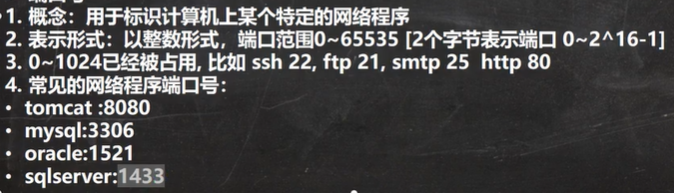 1. 概念：用于标识计算机上某个特定的网络程序
2. 表示形式：以整数形式，端口范围0~65535 [2个字节表示端口 0~2^16-1]
3. 0~1024已经被占用, 比如 ssh 22, ftp 21, smtp 25 http 80
4. 常见的网络程序端口号：
• tomcat :8080
• mysql:3306
• oracle:1521
• sqlserver:1433